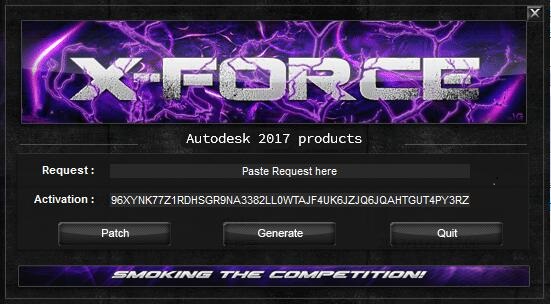 X-FORCE
Autodesk 2017 products
Request : Paste Request here
Activation : 96XYNK77Z1RDHSGR9NA3382LL0WTAJF4UK6JZJQ6JQAHTGUT4PY3RZ
Patch Generate Quit
SMOKING THE COMPETITION!